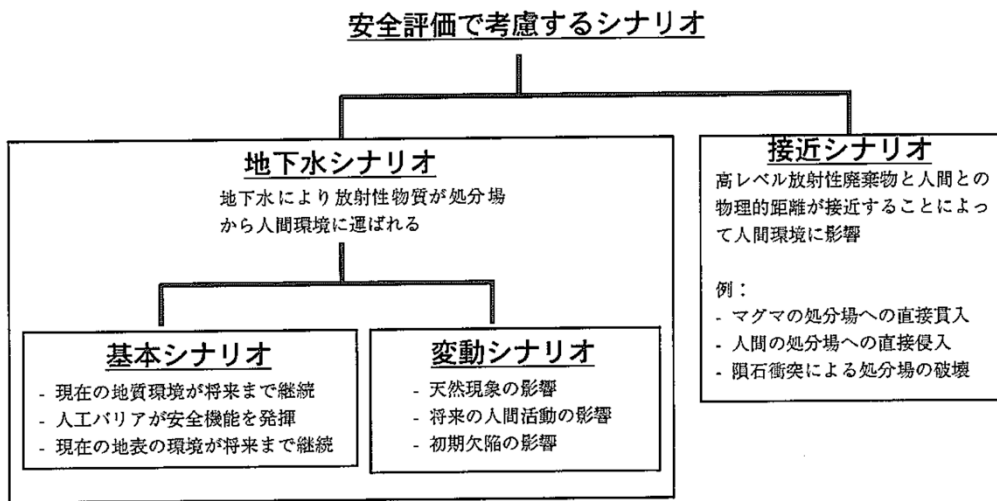 安全評価で考慮するシナリオ
地下水シナリオ
地下水により放射性物質が処分場
から人間環境に運ばれる
基本シナリオ
- 現在の地質環境が将来まで継続
- 人工バリアが安全機能を発揮
- 現在の地表の環境が将来まで継続
変動シナリオ
- 天然現象の影響
- 将来の人間活動の影響
- 初期欠陥の影響
接近シナリオ
高レベル放射性廃棄物と人間との
物理的距離が接近することによっ
て人間環境に影響
例：
- マグマの処分場への直接貫入
- 人間の処分場への直接侵入
- 隕石衝突による処分場の破壊